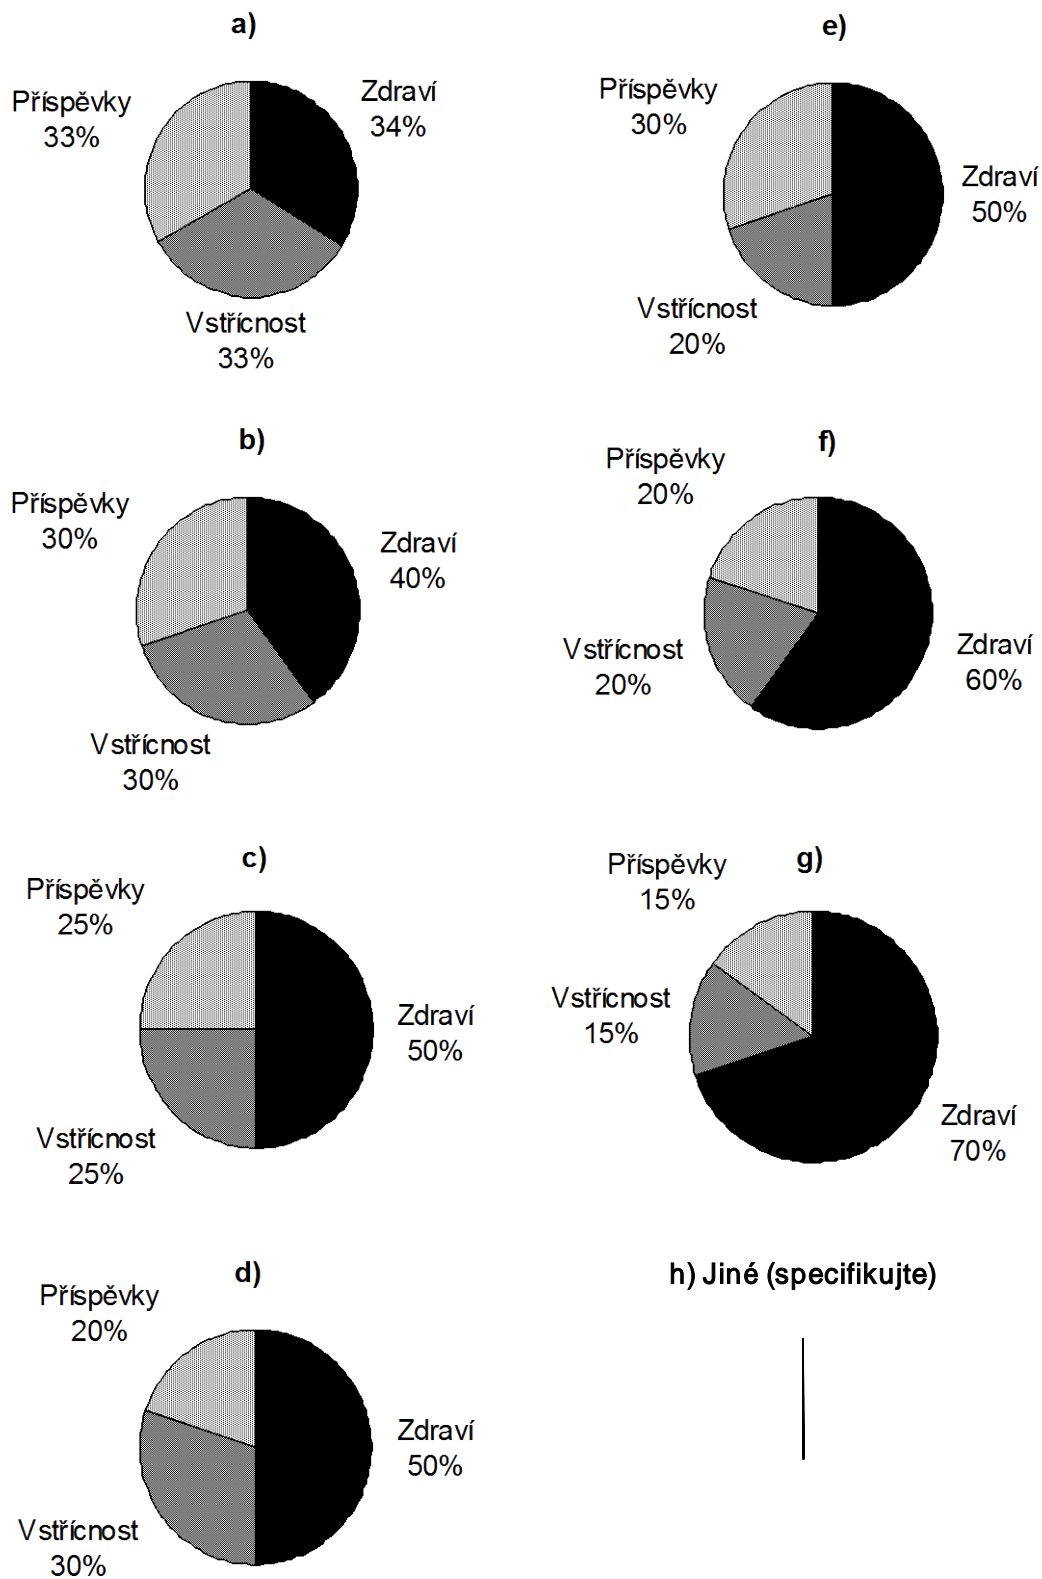 a)
Příspěvky
33%
Zdraví
34%
Vstřícnost
33%
b)
Příspěvky
30%
Zdraví
40%
Vstřícnost
30%
c)
Příspěvky
25%
Zdraví
50%
Vstřícnost
25%
d)
Příspěvky
20%
Zdraví
50%
Vstřícnost
30%
e)
Příspěvky
30%
Zdraví
50%
Vstřícnost
20%
f)
Příspěvky
20%
Vstřícnost
20%
Zdraví
60%
g)
Příspěvky
15%
Vstřícnost
15%
Zdraví
70%
h) Jiné (specifikujte)